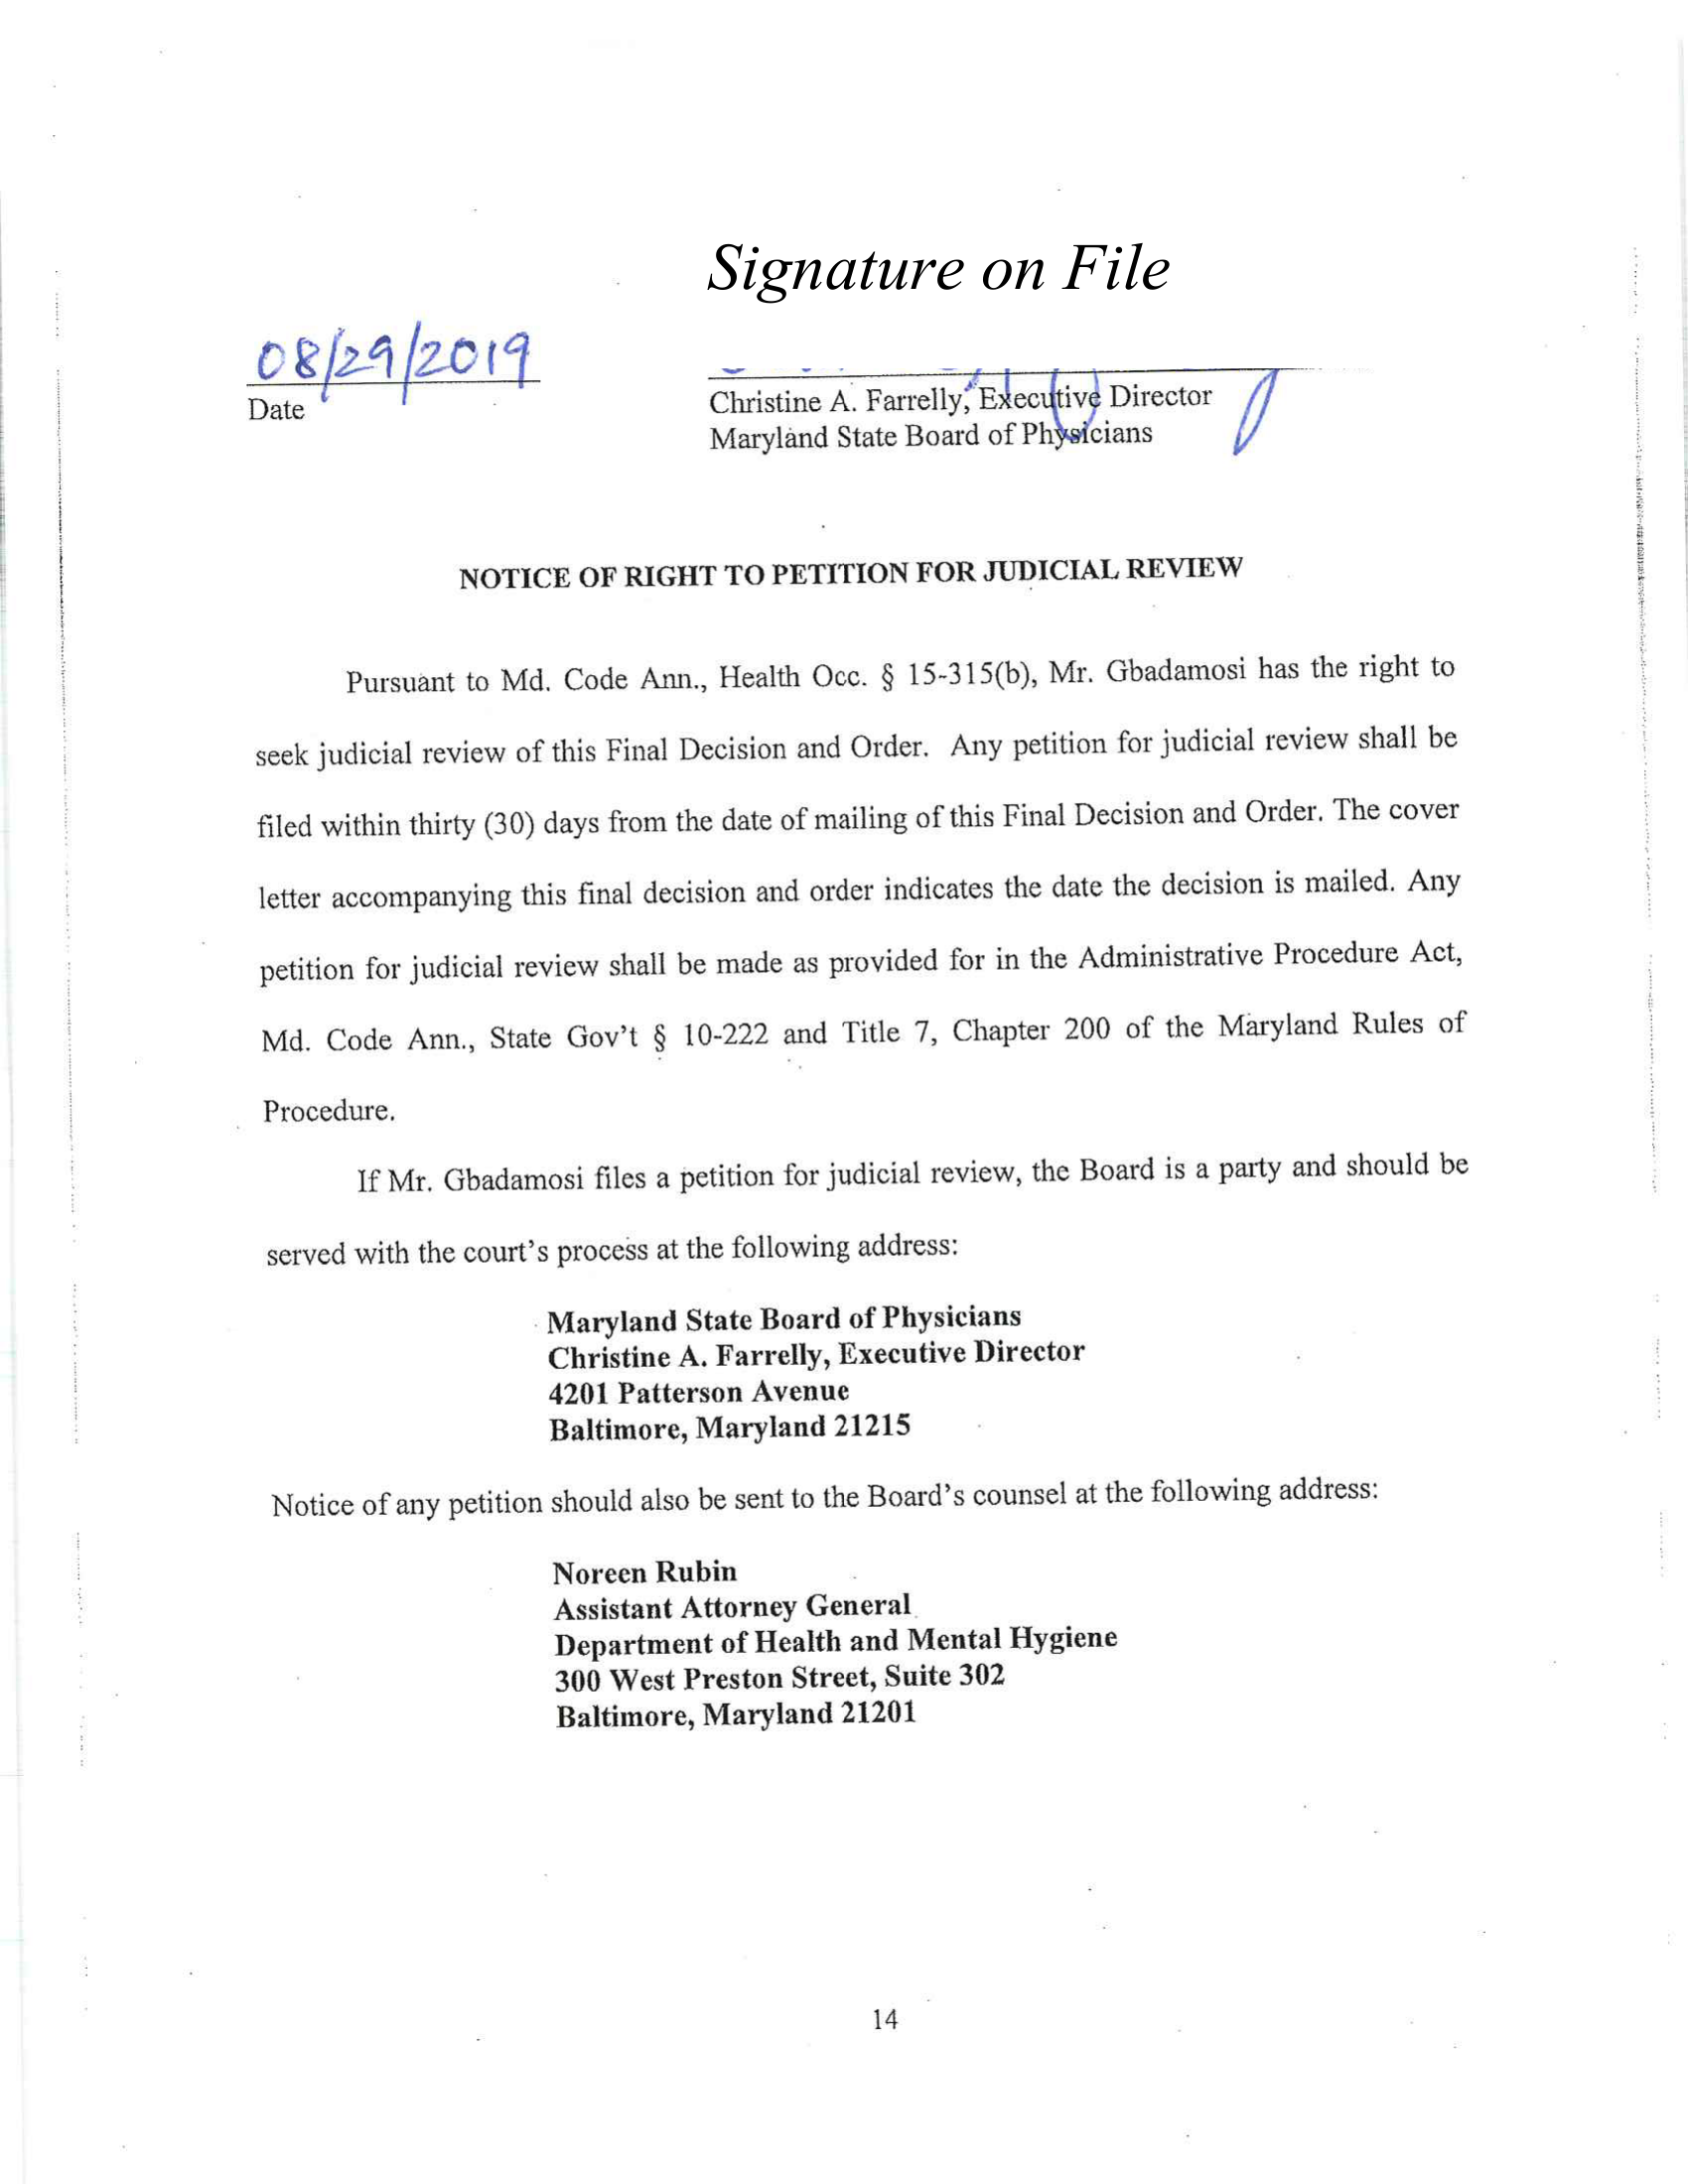 Signature on File
08/29/2019
Date
Christine A. Farrelly, Executive Director
Maryland State Board of Physicians
NOTICE OF RIGHT TO PETITION FOR JUDICIAL REVIEW
Pursuant to Md. Code Ann., Health Occ. § 15-315(b), Mr. Gbadamosi has the right to
seek judicial review of this Final Decision and Order. Any petition for judicial review shall be
filed within thirty (30) days from the date of mailing of this Final Decision and Order. The cover
letter accompanying this final decision and order indicates the date the decision is mailed. Any
petition for judicial review shall be made as provided for in the Administrative Procedure Act,
Md. Code Ann., State Gov't § 10-222 and Title 7, Chapter 200 of the Maryland Rules of
Procedure.
If Mr. Gbadamosi files a petition for judicial review, the Board is a party and should be
served with the court's process at the following address:
Maryland State Board of Physicians
Christine A. Farrelly, Executive Director
4201 Patterson Avenue
Baltimore, Maryland 21215
Notice of any petition should also be sent to the Board's counsel at the following address:
Noreen Rubin
Assistant Attorney General
Department of Health and Mental Hygiene
300 West Preston Street, Suite 302
Baltimore, Maryland 21201
14